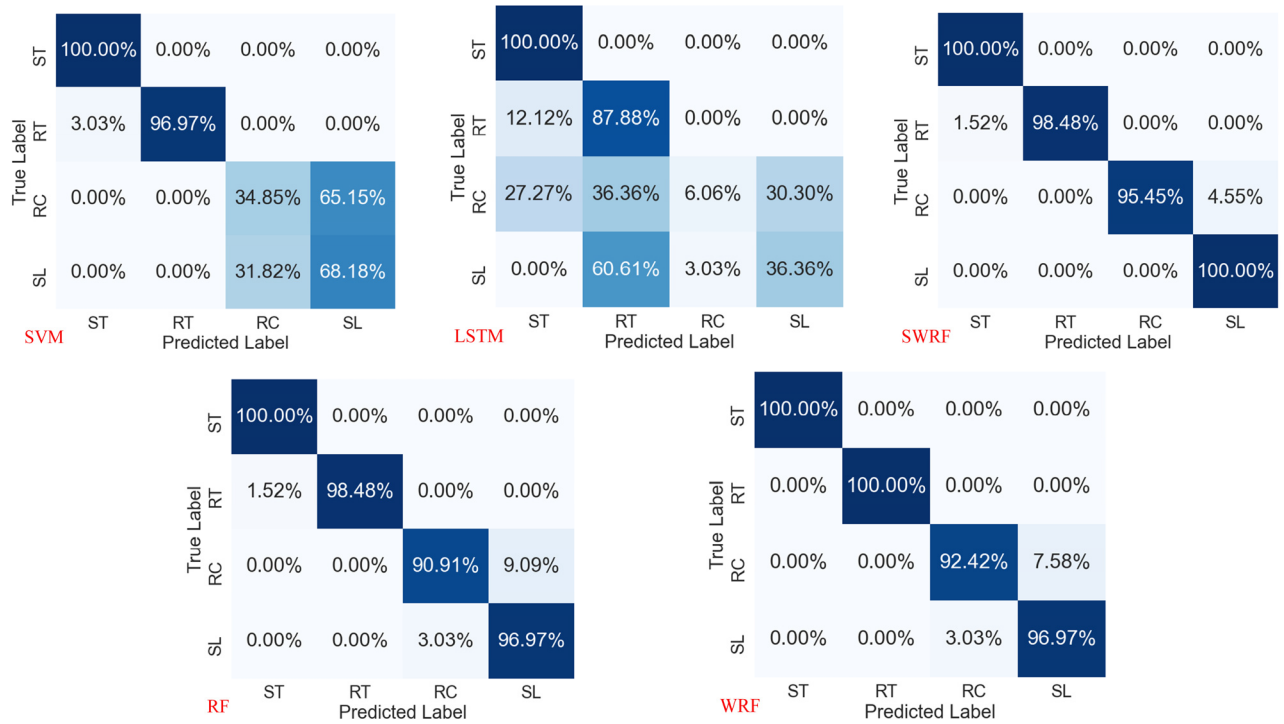 ST 100.00% 0.00% 0.00% 0.00%
RT 3.03% 96.97% 0.00% 0.00%
RC 0.00% 0.00% 34.85% 65.15%
SL 0.00% 0.00% 31.82% 68.18%
True Label
ST RT RC SL
Predicted Label
SVM
ST 100.00% 0.00% 0.00% 0.00%
RT 12.12% 87.88% 0.00% 0.00%
RC 27.27% 36.36% 6.06% 30.30%
SL 0.00% 60.61% 3.03% 36.36%
True Label
ST RT RC SL
Predicted Label
LSTM
ST 100.00% 0.00% 0.00% 0.00%
RT 1.52% 98.48% 0.00% 0.00%
RC 0.00% 0.00% 95.45% 4.55%
SL 0.00% 0.00% 0.00% 100.00%
True Label
ST RT RC SL
Predicted Label
SWRF
ST 100.00% 0.00% 0.00% 0.00%
RT 1.52% 98.48% 0.00% 0.00%
RC 0.00% 0.00% 90.91% 9.09%
SL 0.00% 0.00% 3.03% 96.97%
True Label
ST RT RC SL
Predicted Label
RF
ST 100.00% 0.00% 0.00% 0.00%
RT 0.00% 100.00% 0.00% 0.00%
RC 0.00% 0.00% 92.42% 7.58%
SL 0.00% 0.00% 3.03% 96.97%
True Label
ST RT RC SL
Predicted Label
WRF